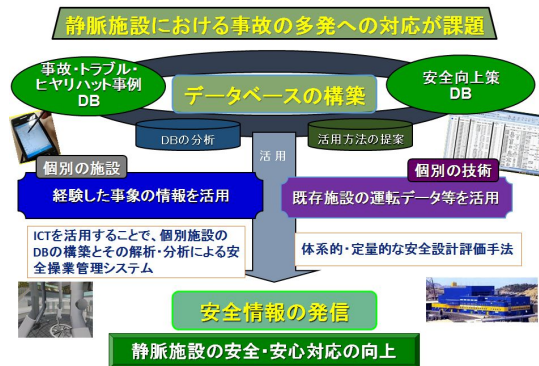 静脈施設における事故の多発への対応が課題
事故・トラブル・
ヒヤリハット事例
DB
データベースの構築
安全向上策
DB
DBの分析
活用
活用方法の提案
個別の施設
個別の技術
経験した事象の情報を活用
既存施設の運転データ等を活用
ICTを活用することで、個別施設の
DBの構築とその解析・分析による安
全操業管理システム
体系的・定量的な安全設計評価手法
安全情報の発信
静脈施設の安全・安心対応の向上